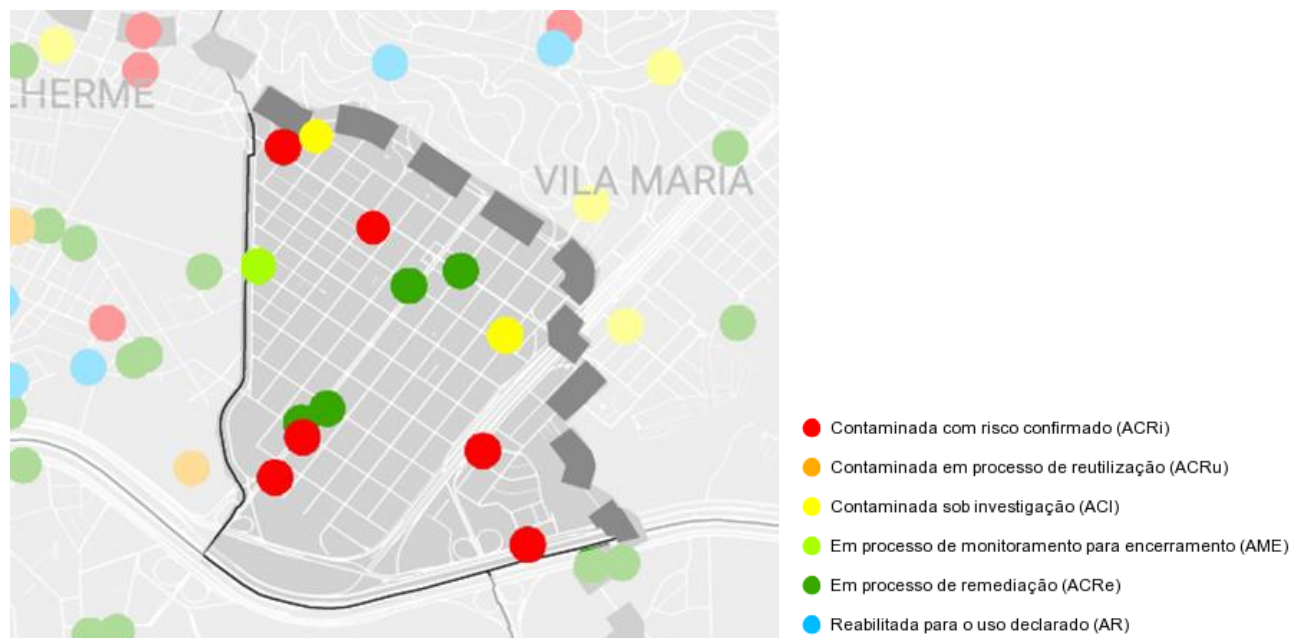 LHERME
VILA MARIA
Contaminada com risco confirmado (ACRi)
Contaminada em processo de reutilização (ACRu)
Contaminada sob investigação (ACI)
Em processo de monitoramento para encerramento (AME)
Em processo de remediação (ACRe)
Reabilitada para o uso declarado (AR)